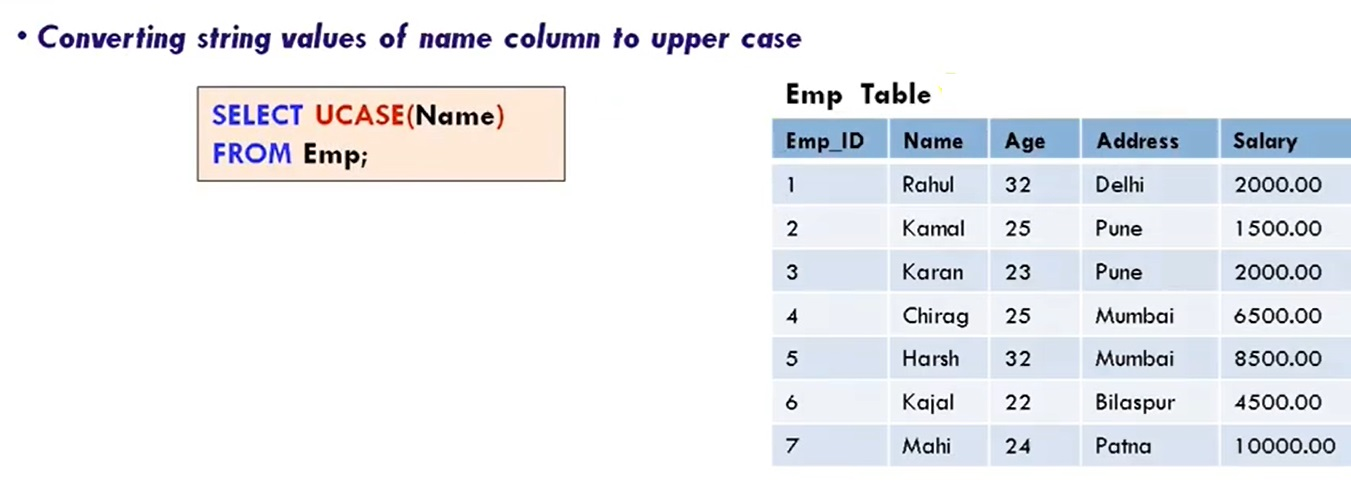 • Converting string values of name column to upper case
SELECT UCASE(Name)
FROM Emp;
Emp Table
Emp_ID Name Age Address Salary
1 Rahul 32 Delhi 2000.00
2 Kamal 25 Pune 1500.00
3 Karan 23 Pune 2000.00
4 Chirag 25 Mumbai 6500.00
5 Harsh 32 Mumbai 8500.00
6 Kajal 22 Bilaspur 4500.00
7 Mahi 24 Patna 10000.00